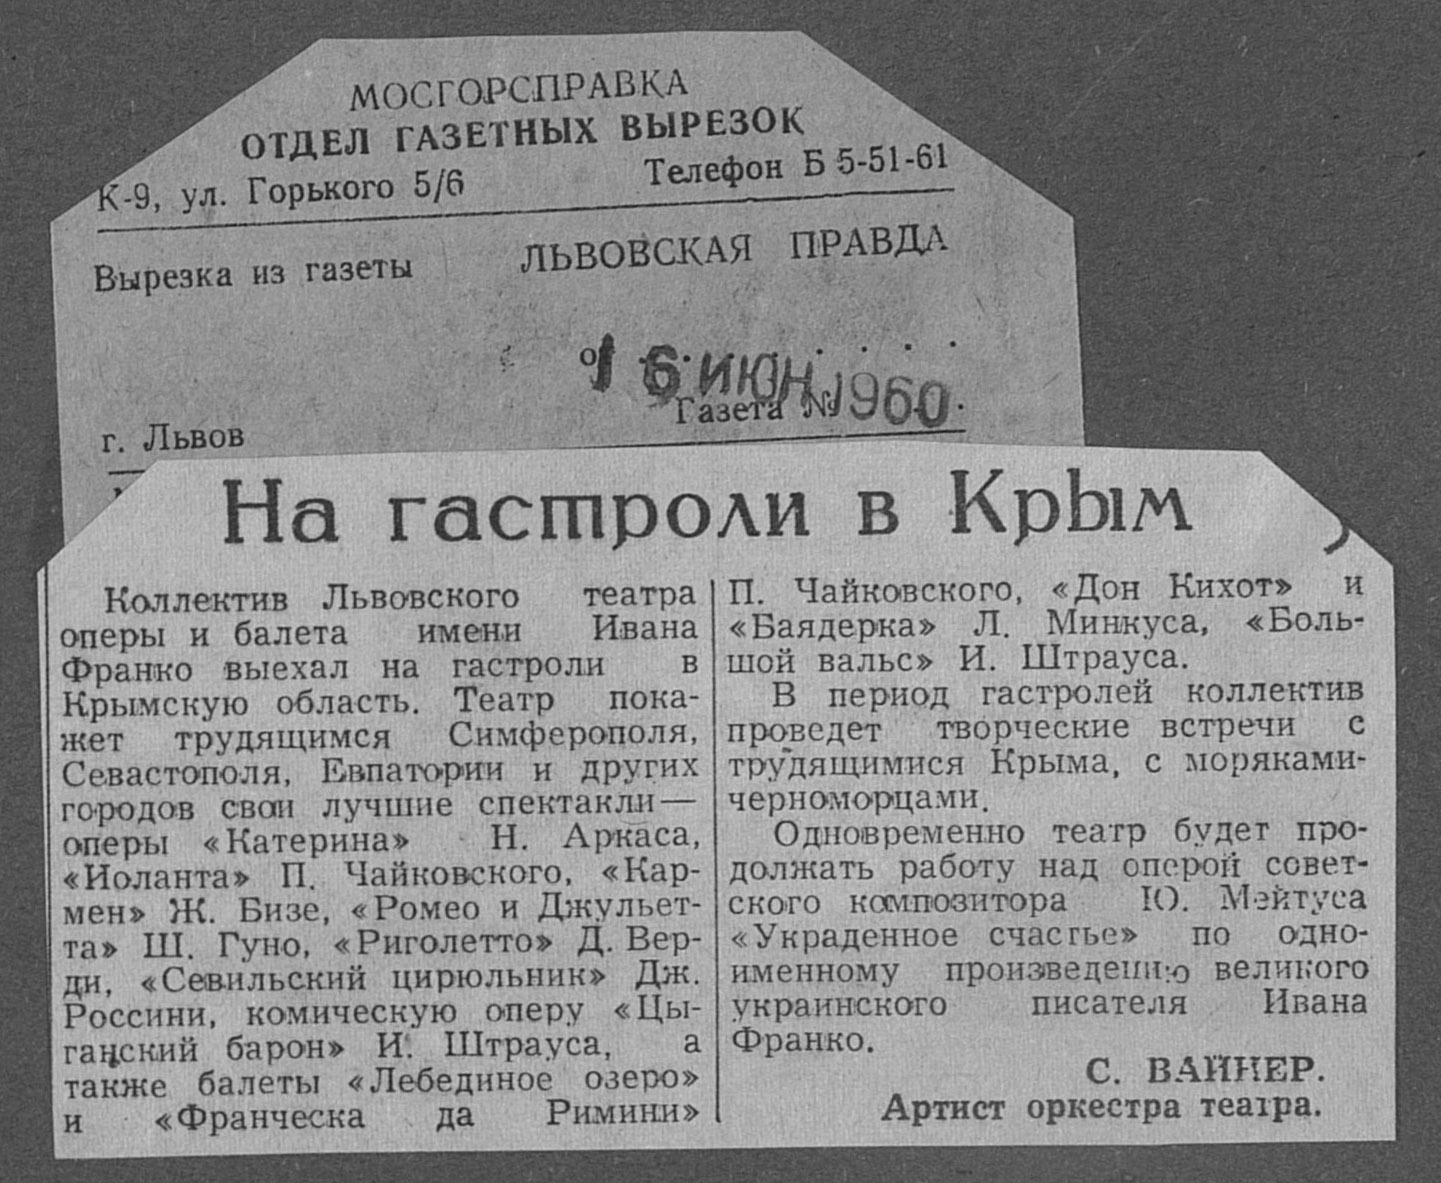 МОСГОРСПРАВКА
ОТДЕЛ ГАЗЕТНЫХ ВЫРЕЗОК
К-9, ул. Горького 5/6 Телефон Б 5-51-61
Вырезка из газеты ЛЬВОВСКАЯ ПРАВДА
от . . . . . . . .
16 ИЮН 1960
г. Львов Газета №
На гастроли в Крым
Коллектив Львовского театра
оперы и балета имени Ивана
Франко выехал на гастроли в
Крымскую область. Театр пока-
жет трудящимся Симферополя,
Севастополя, Евпатории и других
городов свои лучшие спектакли—
оперы «Катерина» Н. Аркаса,
«Иоланта» П. Чайковского, «Кар-
мен» Ж. Бизе, «Ромео и Джульет-
та» Ш. Гуно, «Риголетто» Д. Вер-
ди, «Севильский цирюльник» Дж.
Россини, комическую оперу «Цы-
ганский барон» И. Штрауса, а
также балеты «Лебединое озеро»
и «Франческа да Римини»
П. Чайковского, «Дон Кихот» и
«Баядерка» Л. Минкуса, «Боль-
шой вальс» И. Штрауса.
В период гастролей коллектив
проведет творческие встречи с
трудящимися Крыма, с моряками-
черноморцами.
Одновременно театр будет про-
должать работу над оперой совет-
ского композитора Ю. Мейтуса
«Украденное счастье» по одно-
именному произведению великого
украинского писателя Ивана
Франко.
С. ВАЙНЕР.
Артист оркестра театра.